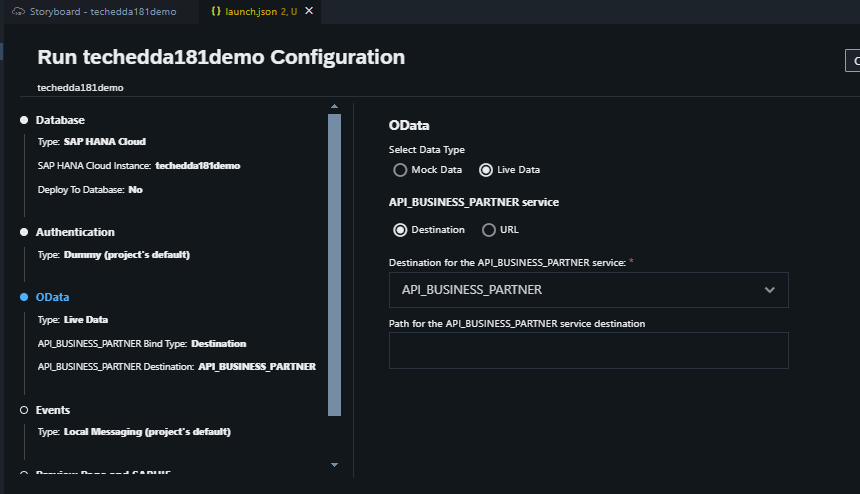 Storyboard - techedda181demo
{} launch.json 2, U
Run techedda181demo Configuration
techedda181demo
Database
Type: SAP HANA Cloud
SAP HANA Cloud Instance: techedda181demo
Deploy To Database: No
Authentication
Type: Dummy (project's default)
OData
Type: Live Data
API_BUSINESS_PARTNER Bind Type: Destination
API_BUSINESS_PARTNER Destination: API_BUSINESS_PARTNER
Events
Type: Local Messaging (project's default)
OData
Select Data Type
Mock Data
Live Data
API_BUSINESS_PARTNER service
Destination
URL
Destination for the API_BUSINESS_PARTNER service: *
API_BUSINESS_PARTNER
Path for the API_BUSINESS_PARTNER service destination